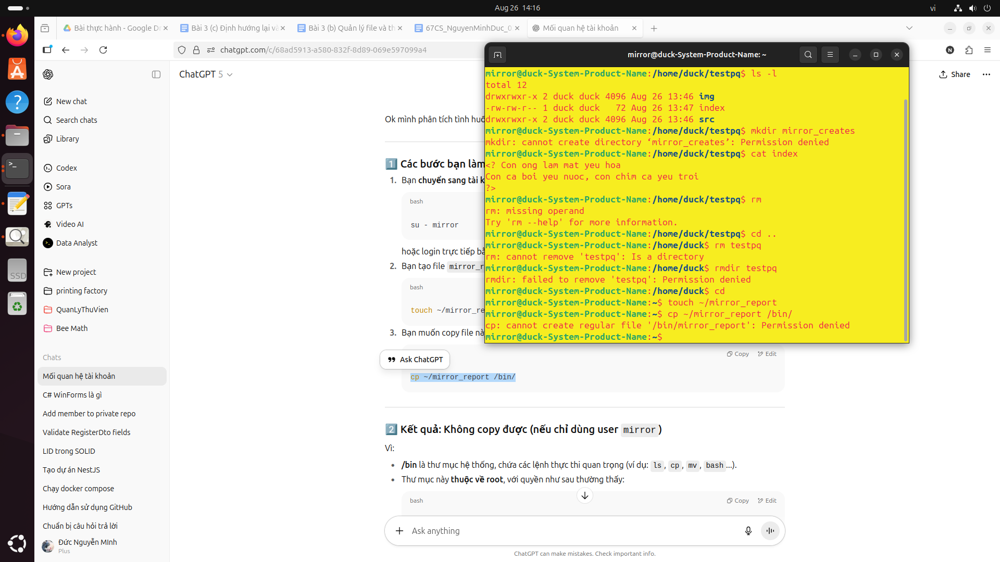 Aug 26 14:16
vi
Bài thực hành - Google Dr
Bài 3 (c) Định hướng lại và
Bài 3 (b) Quản lý file và th
67CS_NguyenMinhDuc_0
Mối quan hệ tài khoản
chatgpt.com/c/68ad5913-a580-832f-8d89-069e597099a4
N
ChatGPT 5
Share
New chat
Search chats
Library
Codex
Sora
GPTs
Video AI
Data Analyst
New project
printing factory
QuanLyThuVien
Bee Math
Chats
Mối quan hệ tài khoản
C# WinForms là gì
Add member to private repo
Validate RegisterDto fields
LID trong SOLID
Tạo dự án NestJS
Chạy docker compose
Hướng dẫn sử dụng GitHub
Chuẩn bị câu hỏi trả lời
Đức Nguyễn MInh
Plus
SSD
Ok mình phân tích tình huố
1 Các bước bạn làm
1. Bạn chuyển sang tài k
bash
su - mirror
hoặc login trực tiếp bằ
2. Bạn tạo file mirror_r
bash
touch ~/mirror_re
3. Bạn muốn copy file nà
Copy
Edit
Ask ChatGPT
cp ~/mirror_report /bin/
2 Kết quả: Không copy được (nếu chỉ dùng user mirror)
Vì:
• /bin là thư mục hệ thống, chứa các lệnh thực thi quan trọng (ví dụ: ls, cp, mv, bash...).
• Thư mục này thuộc về root, với quyền như sau thường thấy:
bash
Copy
Edit
Ask anything
ChatGPT can make mistakes. Check important info.
mirror@duck-System-Product-Name: ~
mirror@duck-System-Product-Name:/home/duck/testpq$ ls -l
total 12
drwxrwxr-x 2 duck duck 4096 Aug 26 13:46 img
-rw-rw-r-- 1 duck duck   72 Aug 26 13:47 index
drwxrwxr-x 2 duck duck 4096 Aug 26 13:46 src
mirror@duck-System-Product-Name:/home/duck/testpq$ mkdir mirror_creates
mkdir: cannot create directory ‘mirror_creates’: Permission denied
mirror@duck-System-Product-Name:/home/duck/testpq$ cat index
<? Con ong lam mat yeu hoa
Con ca boi yeu nuoc, con chim ca yeu troi
?>
mirror@duck-System-Product-Name:/home/duck/testpq$ rm
rm: missing operand
Try 'rm --help' for more information.
mirror@duck-System-Product-Name:/home/duck/testpq$ cd ..
mirror@duck-System-Product-Name:/home/duck$ rm testpq
rm: cannot remove 'testpq': Is a directory
mirror@duck-System-Product-Name:/home/duck$ rmdir testpq
rmdir: failed to remove 'testpq': Permission denied
mirror@duck-System-Product-Name:/home/duck$ cd
mirror@duck-System-Product-Name:~$ touch ~/mirror_report
mirror@duck-System-Product-Name:~$ cp ~/mirror_report /bin/
cp: cannot create regular file '/bin/mirror_report': Permission denied
mirror@duck-System-Product-Name:~$